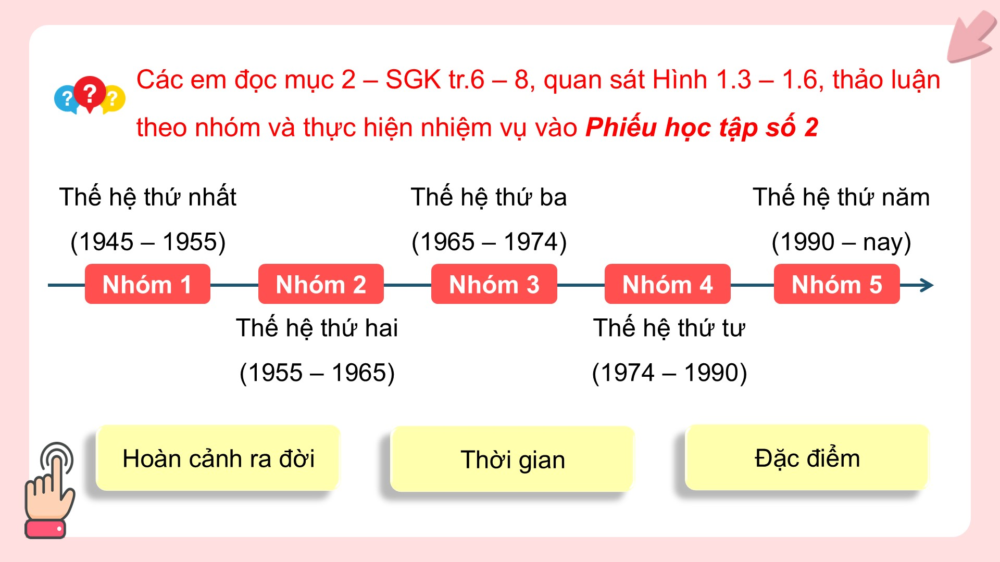 Các em đọc mục 2 – SGK tr.6 – 8, quan sát Hình 1.3 – 1.6, thảo luận
theo nhóm và thực hiện nhiệm vụ vào Phiếu học tập số 2
? ? ?
Thế hệ thứ nhất
(1945 – 1955)
Thế hệ thứ ba
(1965 – 1974)
Thế hệ thứ năm
(1990 – nay)
Nhóm 1
Nhóm 2
Nhóm 3
Nhóm 4
Nhóm 5
Thế hệ thứ hai
(1955 – 1965)
Thế hệ thứ tư
(1974 – 1990)
Hoàn cảnh ra đời
Thời gian
Đặc điểm